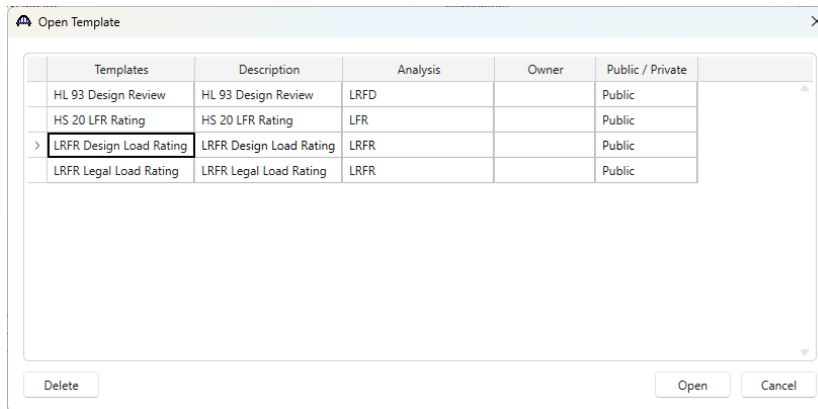 Open Template
Templates Description Analysis Owner Public / Private
HL 93 Design Review HL 93 Design Review LRFD Public
HS 20 LFR Rating HS 20 LFR Rating LFR Public
LRFR Design Load Rating LRFR Design Load Rating LRFR Public
LRFR Legal Load Rating LRFR Legal Load Rating LRFR Public
Delete Open Cancel